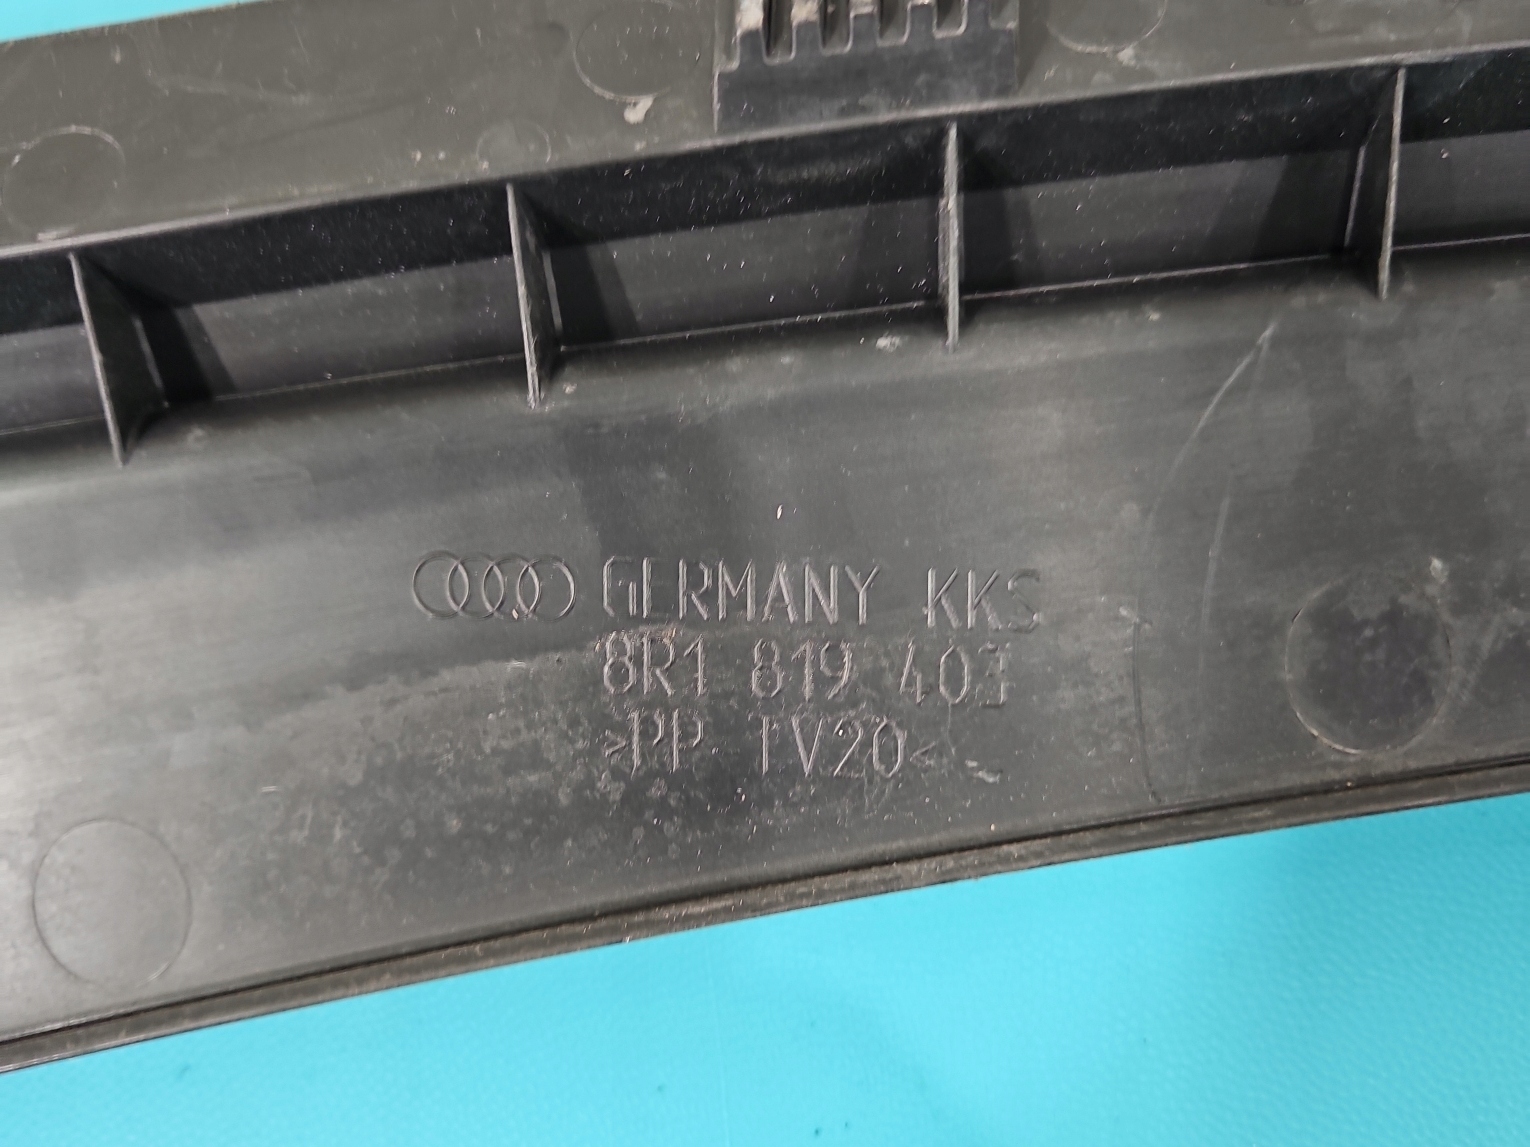 GERMANY KKS
8R1 819 403
>PP TV20<